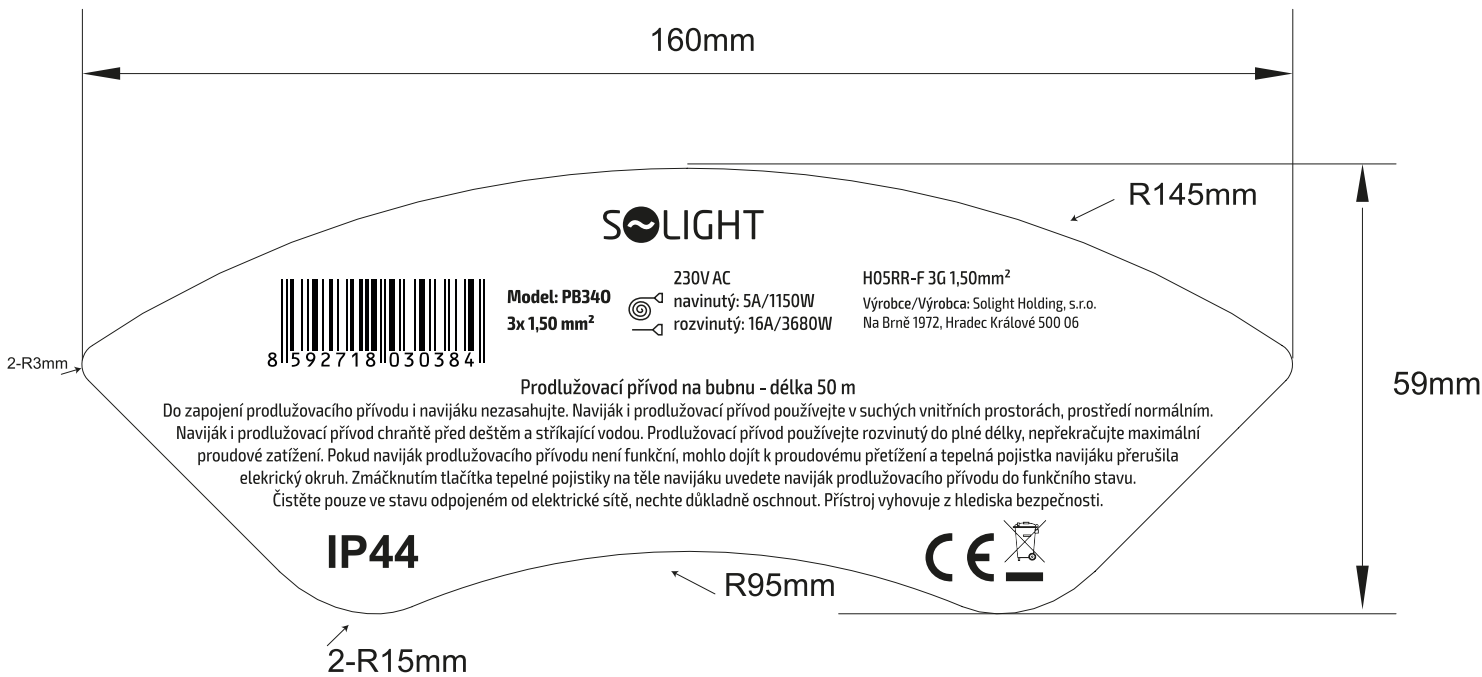 160mm
R145mm
SOLIGHT
230V AC
H05RR-F 3G 1,50mm²
Model: PB340
navinutý: 5A/1150W
Výrobce/Výrobca: Solight Holding, s.r.o.
3x 1,50 mm²
rozvinutý: 16A/3680W
Na Brně 1972, Hradec Králové 500 06
8 592718 030384
2-R3mm
59mm
Prodlužovací přívod na bubnu - délka 50 m
Do zapojení prodlužovacího přívodu i navijáku nezasahujte. Naviják i prodlužovací přívod používejte v suchých vnitřních prostorách, prostředí normálním.
Naviják i prodlužovací přívod chraňtě před deštěm a stříkající vodou. Prodlužovací přívod používejte rozvinutý do plné délky, nepřekračujte maximální
proudové zatížení. Pokud naviják prodlužovacího přívodu není funkční, mohlo dojít k proudovému přetížení a tepelná pojistka navijáku přerušila
elekrický okruh. Zmáčknutím tlačítka tepelné pojistiky na těle navijáku uvedete naviják prodlužovacího přívodu do funkčního stavu.
Čistěte pouze ve stavu odpojeném od elektrické sítě, nechte důkladně oschnout. Přístroj vyhovuje z hlediska bezpečnosti.
IP44
CE
R95mm
2-R15mm